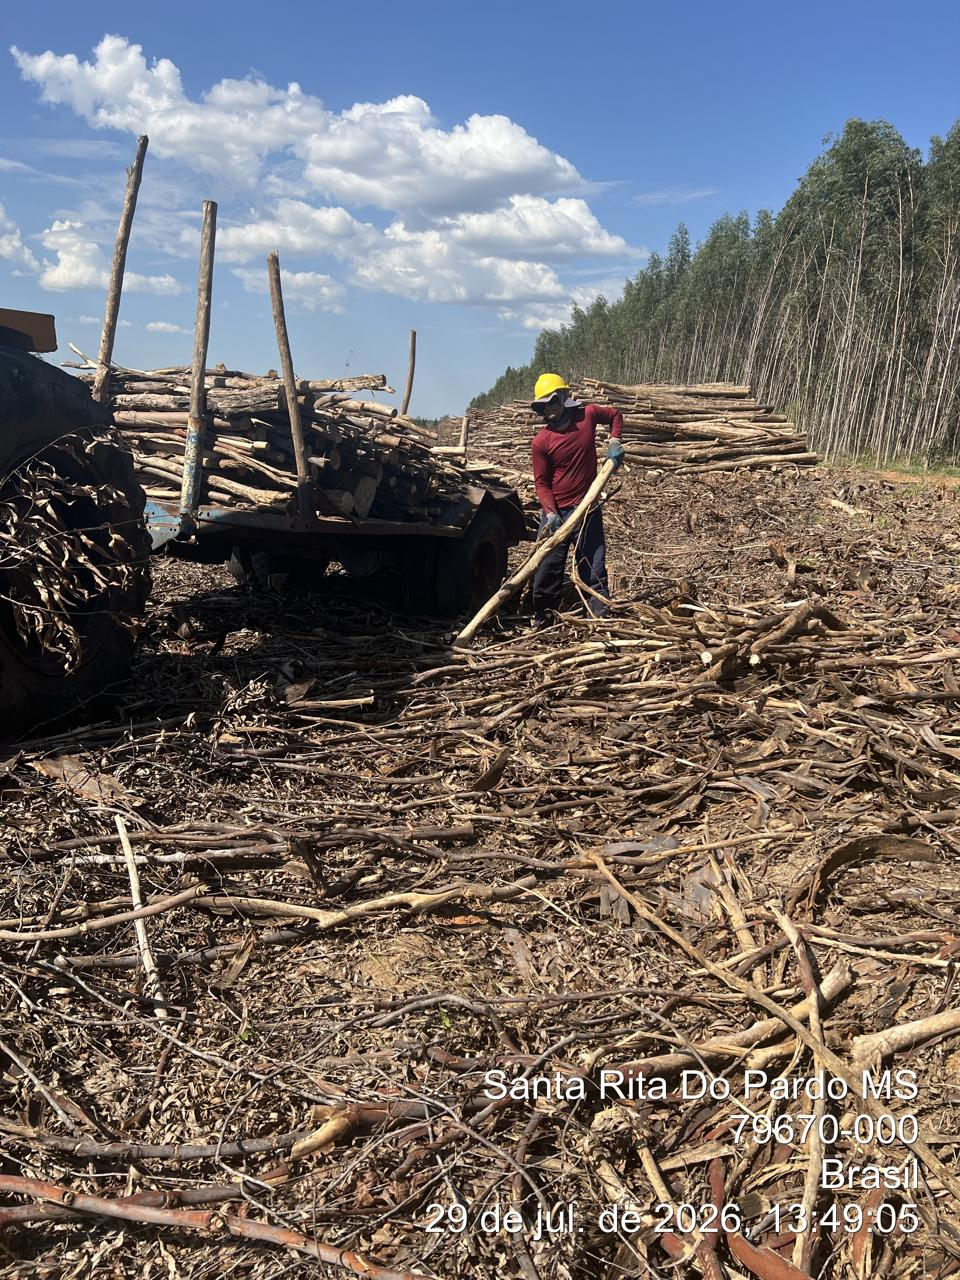 Santa Rita Do Pardo MS
79670-000
Brasil
29 de jul. de 2026, 13:49:05